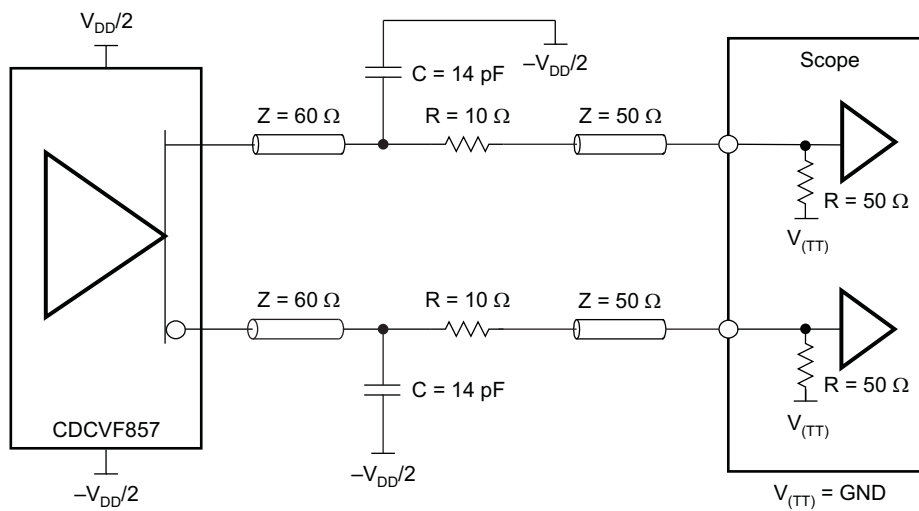 V_DD/2
C = 14 pF
–V_DD/2
Scope
Z = 60 Ω
R = 10 Ω
Z = 50 Ω
R = 50 Ω
V_(TT)
Z = 60 Ω
R = 10 Ω
Z = 50 Ω
C = 14 pF
R = 50 Ω
V_(TT)
CDCVF857
–V_DD/2
–V_DD/2
V_(TT) = GND